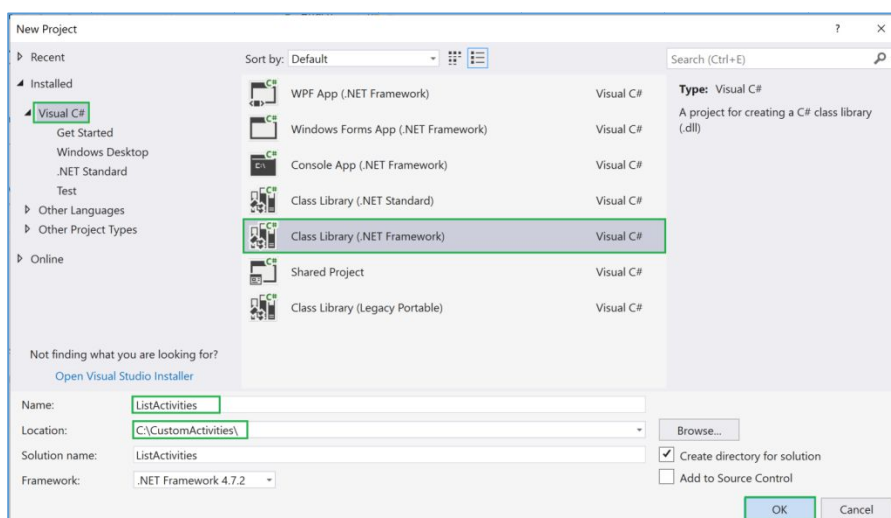 New Project
? ×
Recent
Installed
Visual C#
Get Started
Windows Desktop
.NET Standard
Test
Other Languages
Other Project Types
Online
Not finding what you are looking for?
Open Visual Studio Installer
Sort by: Default
WPF App (.NET Framework) Visual C#
Windows Forms App (.NET Framework) Visual C#
Console App (.NET Framework) Visual C#
Class Library (.NET Standard) Visual C#
Class Library (.NET Framework) Visual C#
Shared Project Visual C#
Class Library (Legacy Portable) Visual C#
Search (Ctrl+E)
Type: Visual C#
A project for creating a C# class library
(.dll)
Name: ListActivities
Location: C:\CustomActivities\
Browse...
Solution name: ListActivities
Create directory for solution
Framework: .NET Framework 4.7.2
Add to Source Control
OK Cancel